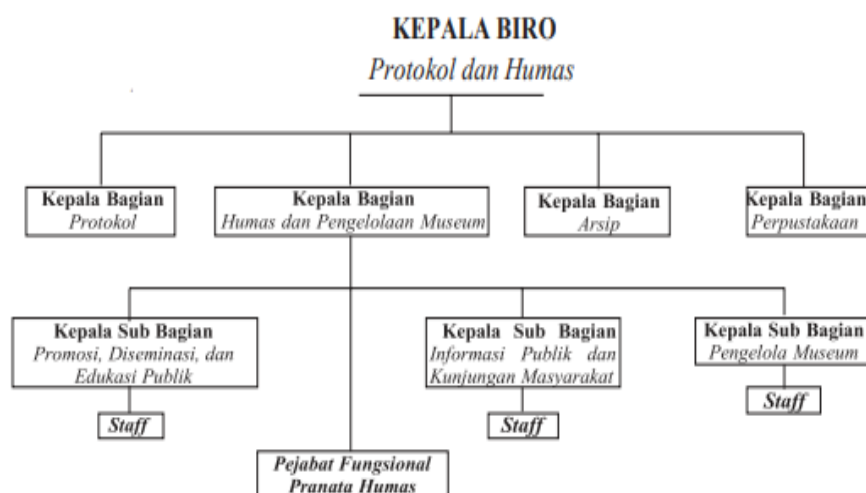 KEPALA BIRO
Protokol dan Humas
Kepala Bagian
Protokol
Kepala Bagian
Humas dan Pengelolaan Museum
Kepala Bagian
Arsip
Kepala Bagian
Perpustakaan
Kepala Sub Bagian
Promosi, Diseminasi, dan
Edukasi Publik
Kepala Sub Bagian
Informasi Publik dan
Kunjungan Masyarakat
Kepala Sub Bagian
Pengelola Museum
Staff
Staff
Staff
Pejabat Fungsional
Pranata Humas